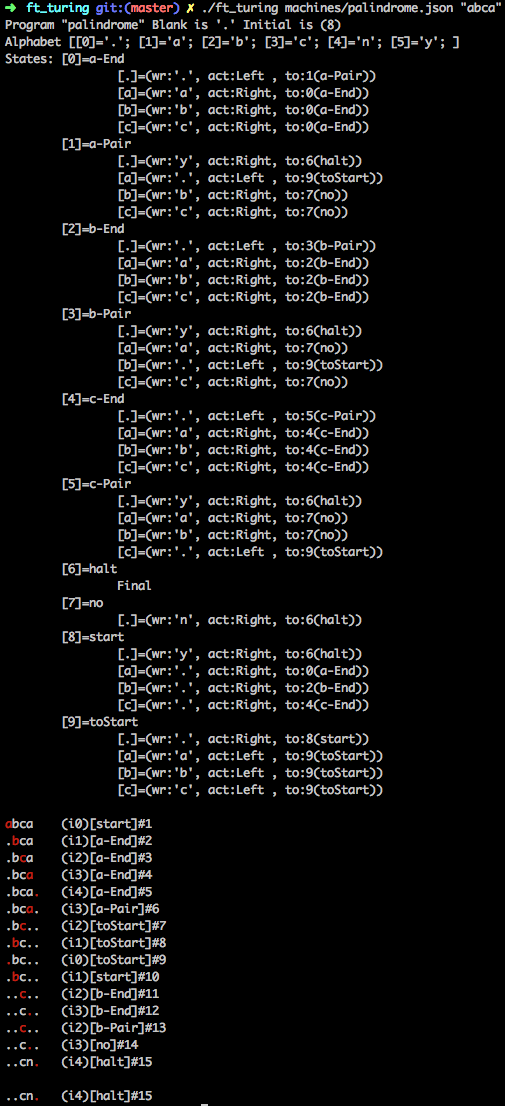 ➜  ft_turing git:(master) ✗ ./ft_turing machines/palindrome.json "abca"
Program "palindrome" Blank is '.' Initial is (8)
Alphabet [[0]='.'; [1]='a'; [2]='b'; [3]='c'; [4]='n'; [5]='y'; ]
States: [0]=a-End
[.]=(wr:'.', act:Left , to:1(a-Pair))
[a]=(wr:'a', act:Right, to:0(a-End))
[b]=(wr:'b', act:Right, to:0(a-End))
[c]=(wr:'c', act:Right, to:0(a-End))
[1]=a-Pair
[.]=(wr:'y', act:Right, to:6(halt))
[a]=(wr:'.', act:Left , to:9(toStart))
[b]=(wr:'b', act:Right, to:7(no))
[c]=(wr:'c', act:Right, to:7(no))
[2]=b-End
[.]=(wr:'.', act:Left , to:3(b-Pair))
[a]=(wr:'a', act:Right, to:2(b-End))
[b]=(wr:'b', act:Right, to:2(b-End))
[c]=(wr:'c', act:Right, to:2(b-End))
[3]=b-Pair
[.]=(wr:'y', act:Right, to:6(halt))
[a]=(wr:'a', act:Right, to:7(no))
[b]=(wr:'.', act:Left , to:9(toStart))
[c]=(wr:'c', act:Right, to:7(no))
[4]=c-End
[.]=(wr:'.', act:Left , to:5(c-Pair))
[a]=(wr:'a', act:Right, to:4(c-End))
[b]=(wr:'b', act:Right, to:4(c-End))
[c]=(wr:'c', act:Right, to:4(c-End))
[5]=c-Pair
[.]=(wr:'y', act:Right, to:6(halt))
[a]=(wr:'a', act:Right, to:7(no))
[b]=(wr:'b', act:Right, to:7(no))
[c]=(wr:'.', act:Left , to:9(toStart))
[6]=halt
Final
[7]=no
[.]=(wr:'n', act:Right, to:6(halt))
[8]=start
[.]=(wr:'y', act:Right, to:6(halt))
[a]=(wr:'.', act:Right, to:0(a-End))
[b]=(wr:'.', act:Right, to:2(b-End))
[c]=(wr:'.', act:Right, to:4(c-End))
[9]=toStart
[.]=(wr:'.', act:Right, to:8(start))
[a]=(wr:'a', act:Left , to:9(toStart))
[b]=(wr:'b', act:Left , to:9(toStart))
[c]=(wr:'c', act:Left , to:9(toStart))
abca    (i0)[start]#1
.bca    (i1)[a-End]#2
.bca    (i2)[a-End]#3
.bca    (i3)[a-End]#4
.bca.   (i4)[a-End]#5
.bca.   (i3)[a-Pair]#6
.bc..   (i2)[toStart]#7
.bc..   (i1)[toStart]#8
.bc..   (i0)[toStart]#9
.bc..   (i1)[start]#10
..c..   (i2)[b-End]#11
..c..   (i3)[b-End]#12
..c..   (i2)[b-Pair]#13
..c..   (i3)[no]#14
..cn.   (i4)[halt]#15
..cn.   (i4)[halt]#15